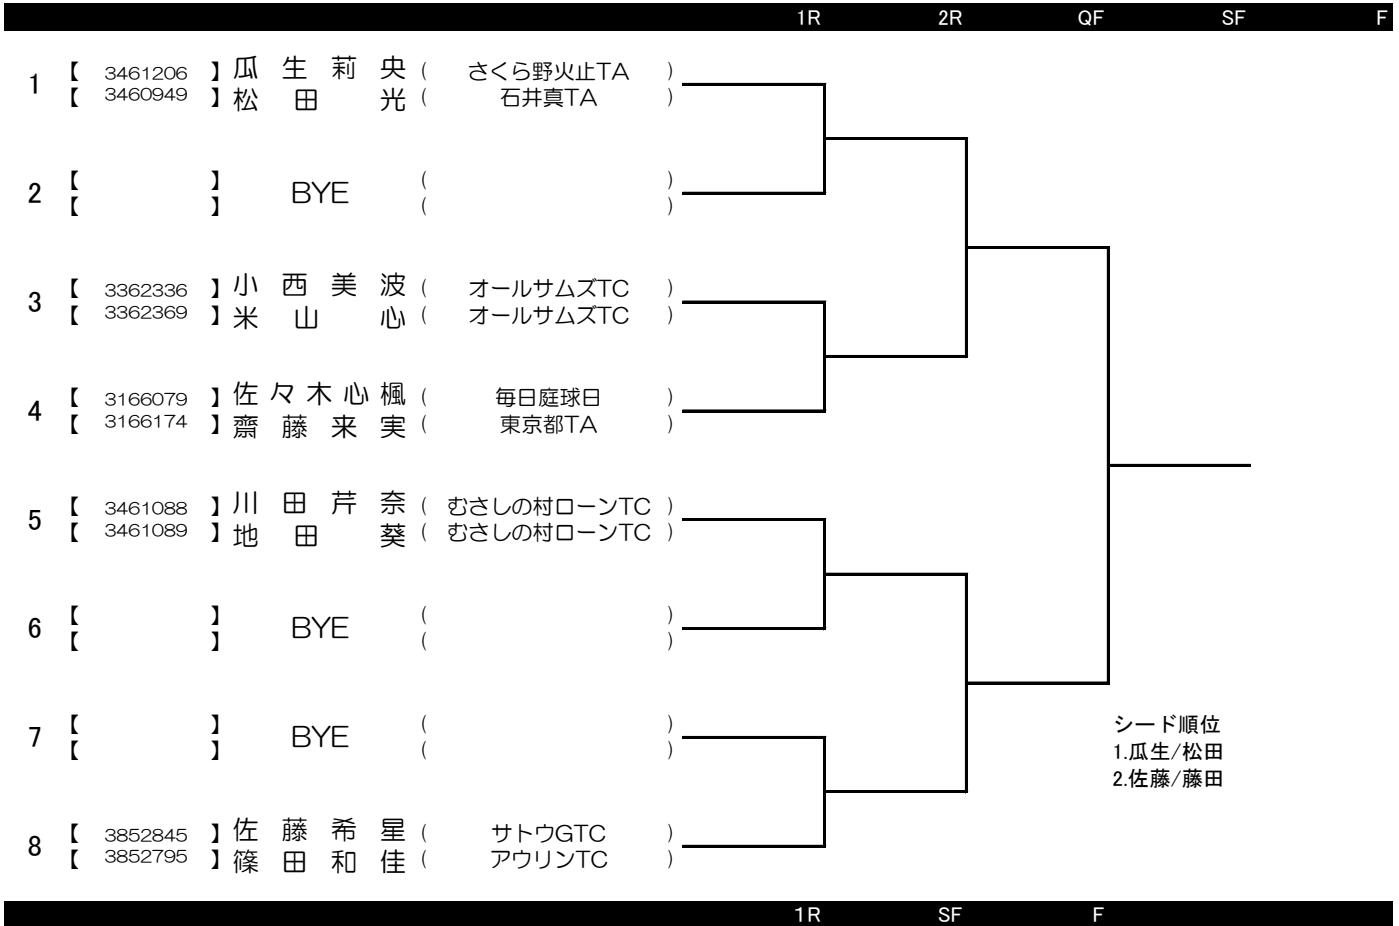 1R 2R QF SF F
1 【 3461206 】 瓜生莉央 ( さくら野火止TA )
【 3460949 】 松田光 ( 石井真TA )
2 【 】 BYE ( )
【 】 ( )
3 【 3362336 】 小西美波 ( オールサムズTC )
【 3362369 】 米山心 ( オールサムズTC )
4 【 3166079 】 佐々木心楓 ( 毎日庭球日 )
【 3166174 】 齋藤来実 ( 東京都TA )
5 【 3461088 】 川田芹奈 ( むさしの村ローンTC )
【 3461089 】 地田葵 ( むさしの村ローンTC )
6 【 】 BYE ( )
【 】 ( )
7 【 】 BYE ( )
【 】 ( )
シード順位
1.瓜生/松田
2.佐藤/藤田
8 【 3852845 】 佐藤希星 ( サトウGTC )
【 3852795 】 篠田和佳 ( アウリンTC )
1R SF F